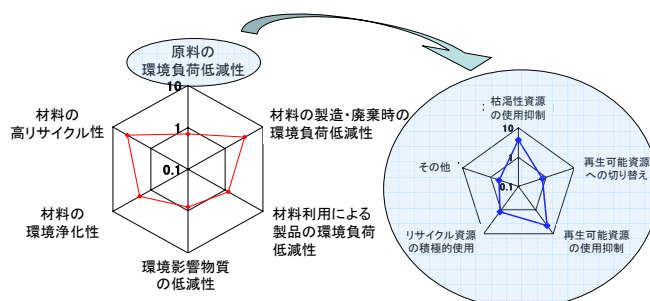 原料の
環境負荷低減性
10
1
0.1
材料の製造・廃棄時の
環境負荷低減性
材料利用による
製品の環境負荷
低減性
環境影響物質
の低減性
材料の
環境浄化性
材料の
高リサイクル性
枯渇性資源
の使用抑制
10
1
0.1
再生可能資源
への切り替え
再生可能資源
の使用抑制
リサイクル資源
の積極的使用
その他